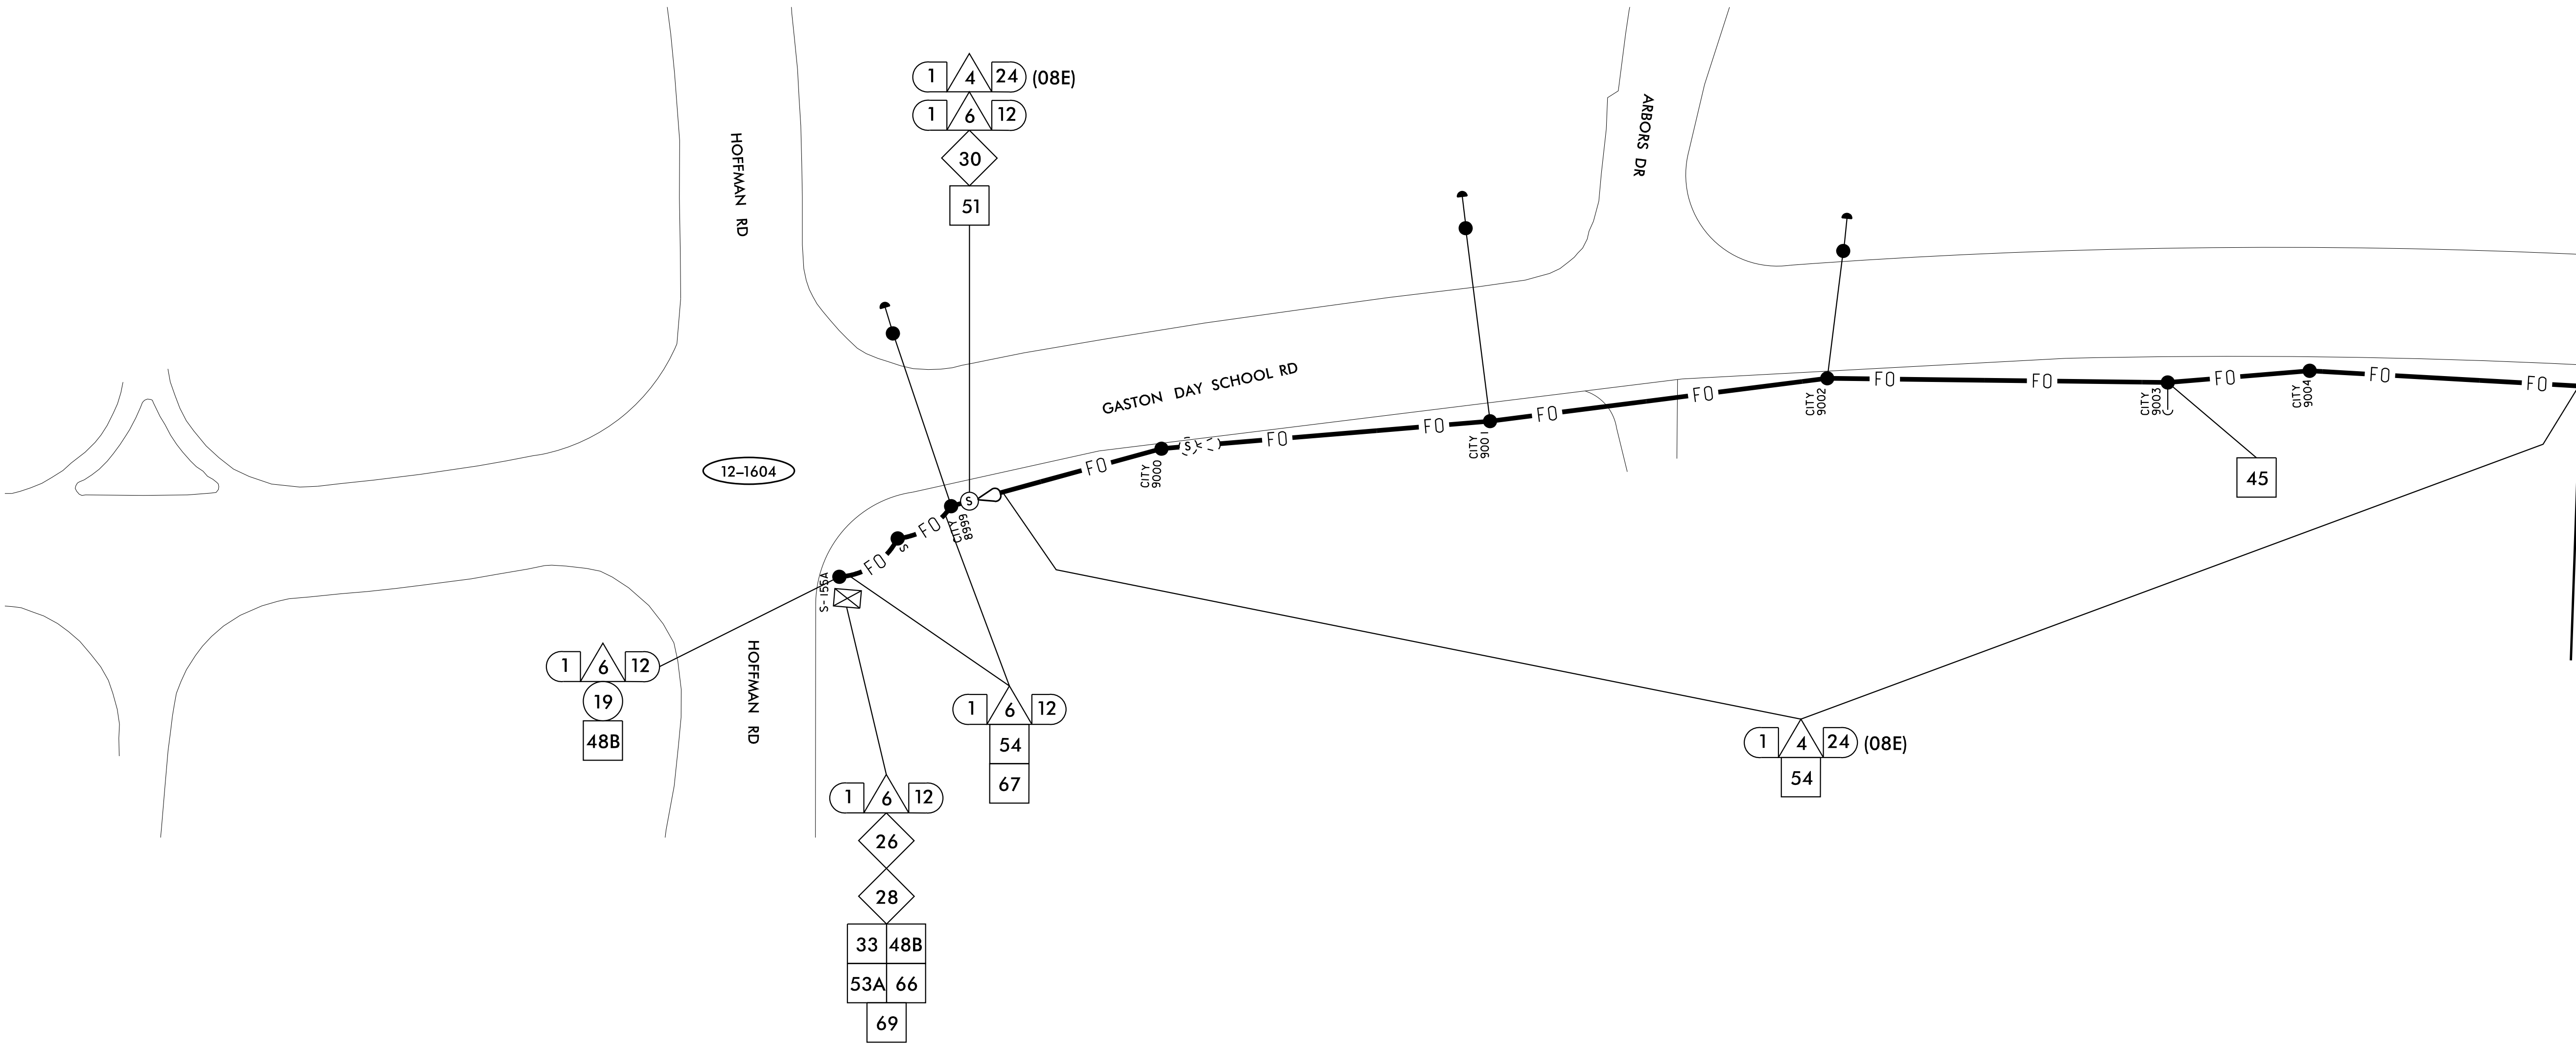 1 4 24 (08E)
1 6 12
30
51
HOFFMAN RD
ARBORS DR
GASTON DAY SCHOOL RD
12-1604
FO
FO
FO
FO
FO
FO
FO
FO
FO
FO
FO
FO
S
S
S
S-155A
CITY
8999
CITY
9000
CITY
9001
CITY
9002
CITY
9003
CITY
9004
45
HOFFMAN RD
1 6 12
19
48B
1 6 12
54
67
1 4 24 (08E)
54
1 6 12
26
28
33 48B
53A 66
69